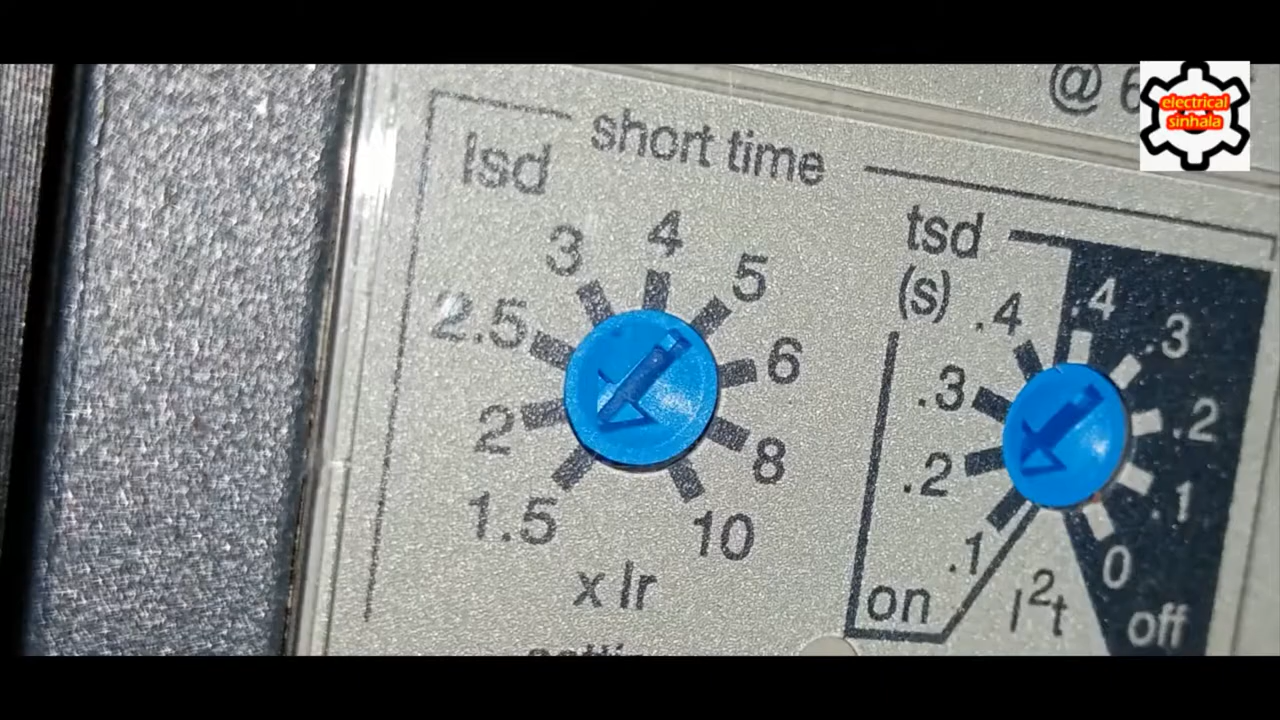 @ 6
electrical
sinhala
short time
Isd
1.5
2
2.5
3
4
5
6
8
10
x Ir
tsd
(s)
.1
.2
.3
.4
.4
.3
.2
.1
0
on
I²t
off